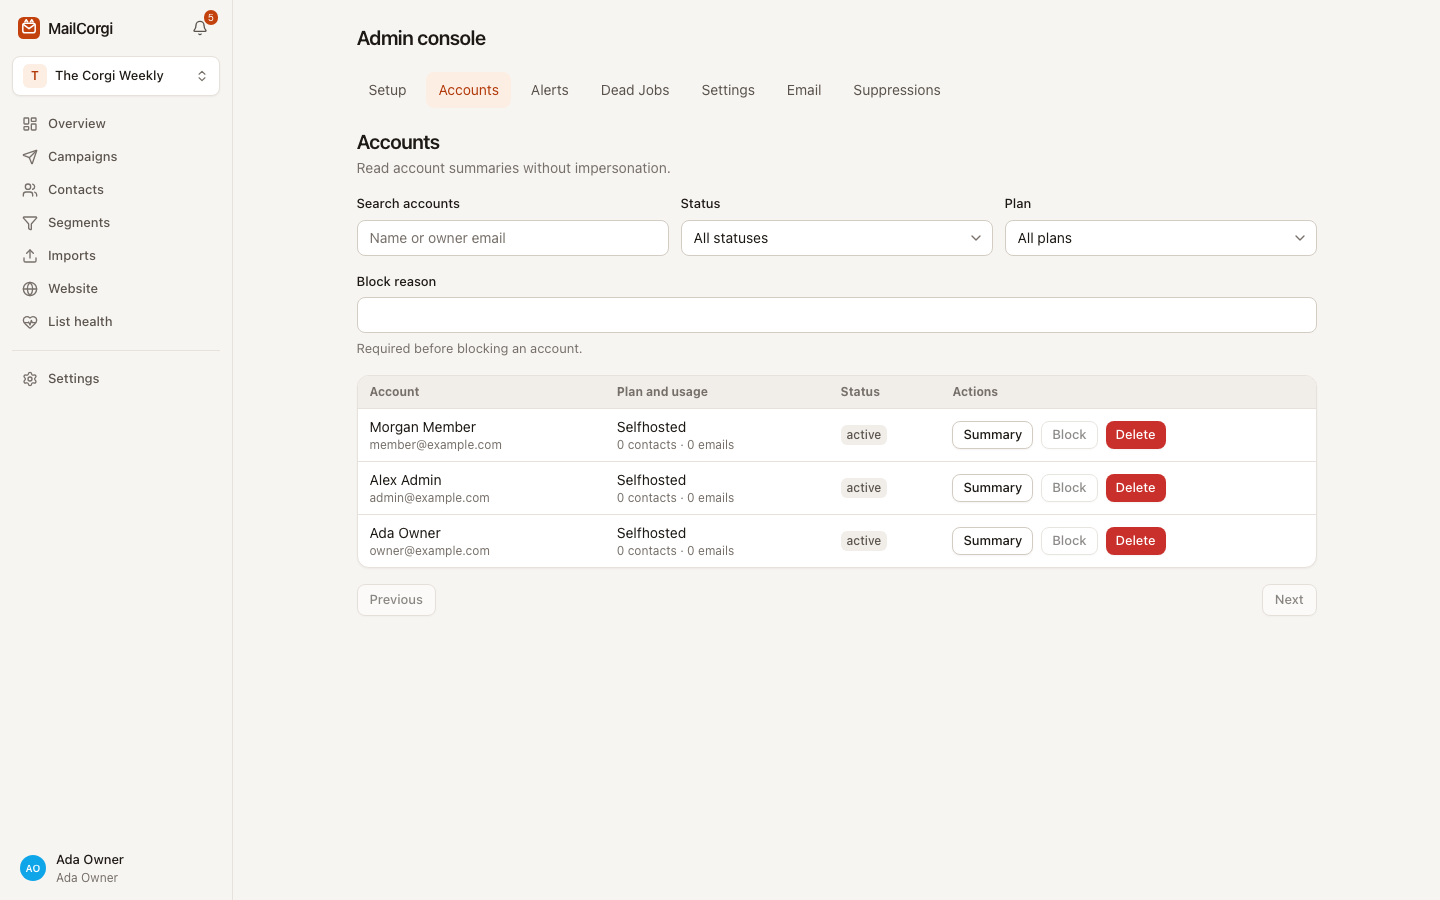 MailCorgi
5
T The Corgi Weekly
Overview
Campaigns
Contacts
Segments
Imports
Website
List health
Settings
AO
Ada Owner
Ada Owner
Admin console
Setup Accounts Alerts Dead Jobs Settings Email Suppressions
Accounts
Read account summaries without impersonation.
Search accounts Status Plan
Name or owner email All statuses All plans
Block reason
Required before blocking an account.
Account Plan and usage Status Actions
Morgan Member Selfhosted active Summary Block Delete
member@example.com 0 contacts · 0 emails
Alex Admin Selfhosted active Summary Block Delete
admin@example.com 0 contacts · 0 emails
Ada Owner Selfhosted active Summary Block Delete
owner@example.com 0 contacts · 0 emails
Previous Next